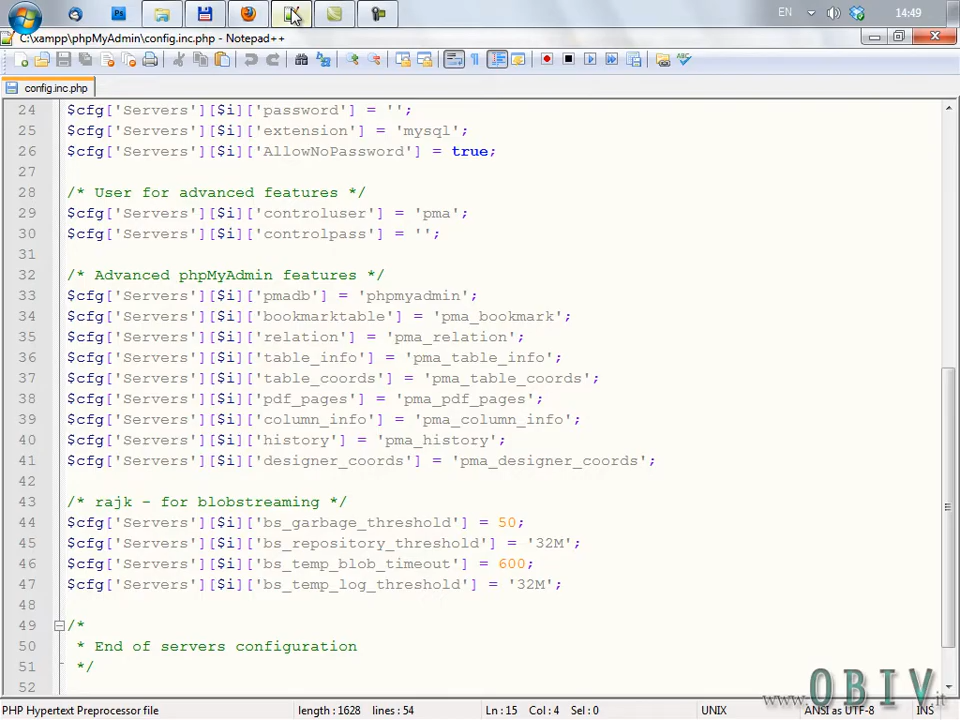 EN
14:49
C:\xampp\phpMyAdmin\config.inc.php - Notepad++
config.inc.php
24 $cfg['Servers'][$i]['password'] = '';
25 $cfg['Servers'][$i]['extension'] = 'mysql';
26 $cfg['Servers'][$i]['AllowNoPassword'] = true;
27
28 /* User for advanced features */
29 $cfg['Servers'][$i]['controluser'] = 'pma';
30 $cfg['Servers'][$i]['controlpass'] = '';
31
32 /* Advanced phpMyAdmin features */
33 $cfg['Servers'][$i]['pmadb'] = 'phpmyadmin';
34 $cfg['Servers'][$i]['bookmarktable'] = 'pma_bookmark';
35 $cfg['Servers'][$i]['relation'] = 'pma_relation';
36 $cfg['Servers'][$i]['table_info'] = 'pma_table_info';
37 $cfg['Servers'][$i]['table_coords'] = 'pma_table_coords';
38 $cfg['Servers'][$i]['pdf_pages'] = 'pma_pdf_pages';
39 $cfg['Servers'][$i]['column_info'] = 'pma_column_info';
40 $cfg['Servers'][$i]['history'] = 'pma_history';
41 $cfg['Servers'][$i]['designer_coords'] = 'pma_designer_coords';
42
43 /* rajk - for blobstreaming */
44 $cfg['Servers'][$i]['bs_garbage_threshold'] = 50;
45 $cfg['Servers'][$i]['bs_repository_threshold'] = '32M';
46 $cfg['Servers'][$i]['bs_temp_blob_timeout'] = 600;
47 $cfg['Servers'][$i]['bs_temp_log_threshold'] = '32M';
48
49 /*
50 * End of servers configuration
51 */
52
www.OBIV.it
PHP Hypertext Preprocessor file length : 1628 lines : 54 Ln : 15 Col : 4 Sel : 0 UNIX ANSI as UTF-8 INS